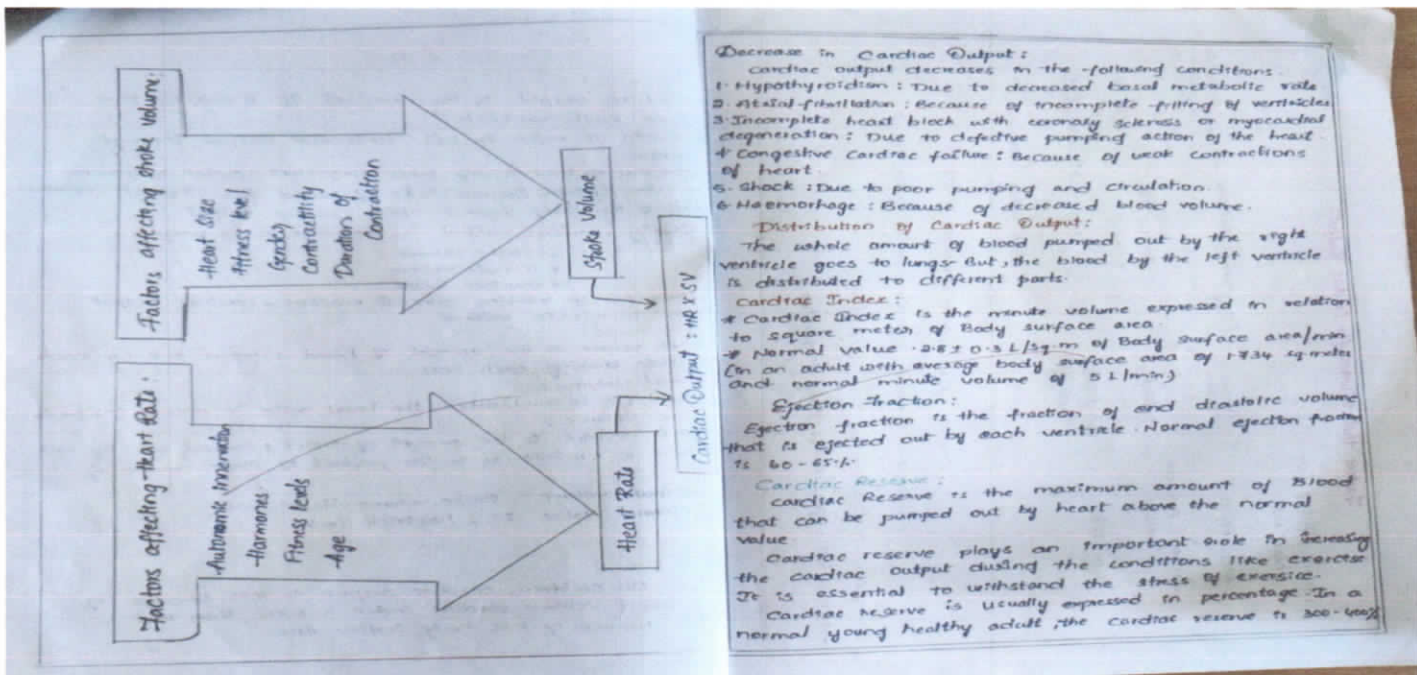 Factors affecting Heart Rate:
Autonomic Inneration
Harmones
Fitness levels
Age
Heart Rate
Factors affecting stroke volume:
Heart Size
Fitness level
Gender
Contractility
Duration of
Contraction
Stroke Volume
Cardiac Output : HR X SV
Decrease in Cardiac Output :
Cardiac output decreases in the following conditions.
1. Hypothyroidism : Due to decreased basal metabolic rate
2. Atrial-fibrillation : Because of incomplete filling of ventricles
3. Incomplete heart block with coronary sclerosis or myocardial
degeneration : Due to defective pumping action of the heart.
4 Congestive cardiac failure : Because of weak contractions
of heart.
5. Shock : Due to poor pumping and circulation.
6. Haemorrhage : Because of decreased blood volume.
Distribution of Cardiac Output :
The whole amount of blood pumped out by the right
ventricle goes to lungs. But, the blood by the left ventricle
is distributed to different parts.
Cardiac Index :
* Cardiac Index is the minute volume expressed in relation
to square meter of Body surface area.
* Normal value . 2.8 ± 0.3 L/sq.m of Body surface area/min
(in an adult with average body surface area of 1.734 sq.meter
and normal minute volume of 5 L/min)
Ejection fraction :
Ejection fraction is the fraction of end diastolic volume
that is ejected out by each ventricle. Normal ejection fraction
is 60 - 65%.
Cardiac Reserve :
Cardiac Reserve is the maximum amount of Blood
that can be pumped out by heart above the normal
value
Cardiac reserve plays an important role in increasing
the cardiac output during the conditions like exercise
It is essential to withstand the stress of exersice.
Cardiac reserve is usually expressed in percentage. In a
normal young healthy adult, the cardiac reserve is 300 - 400%